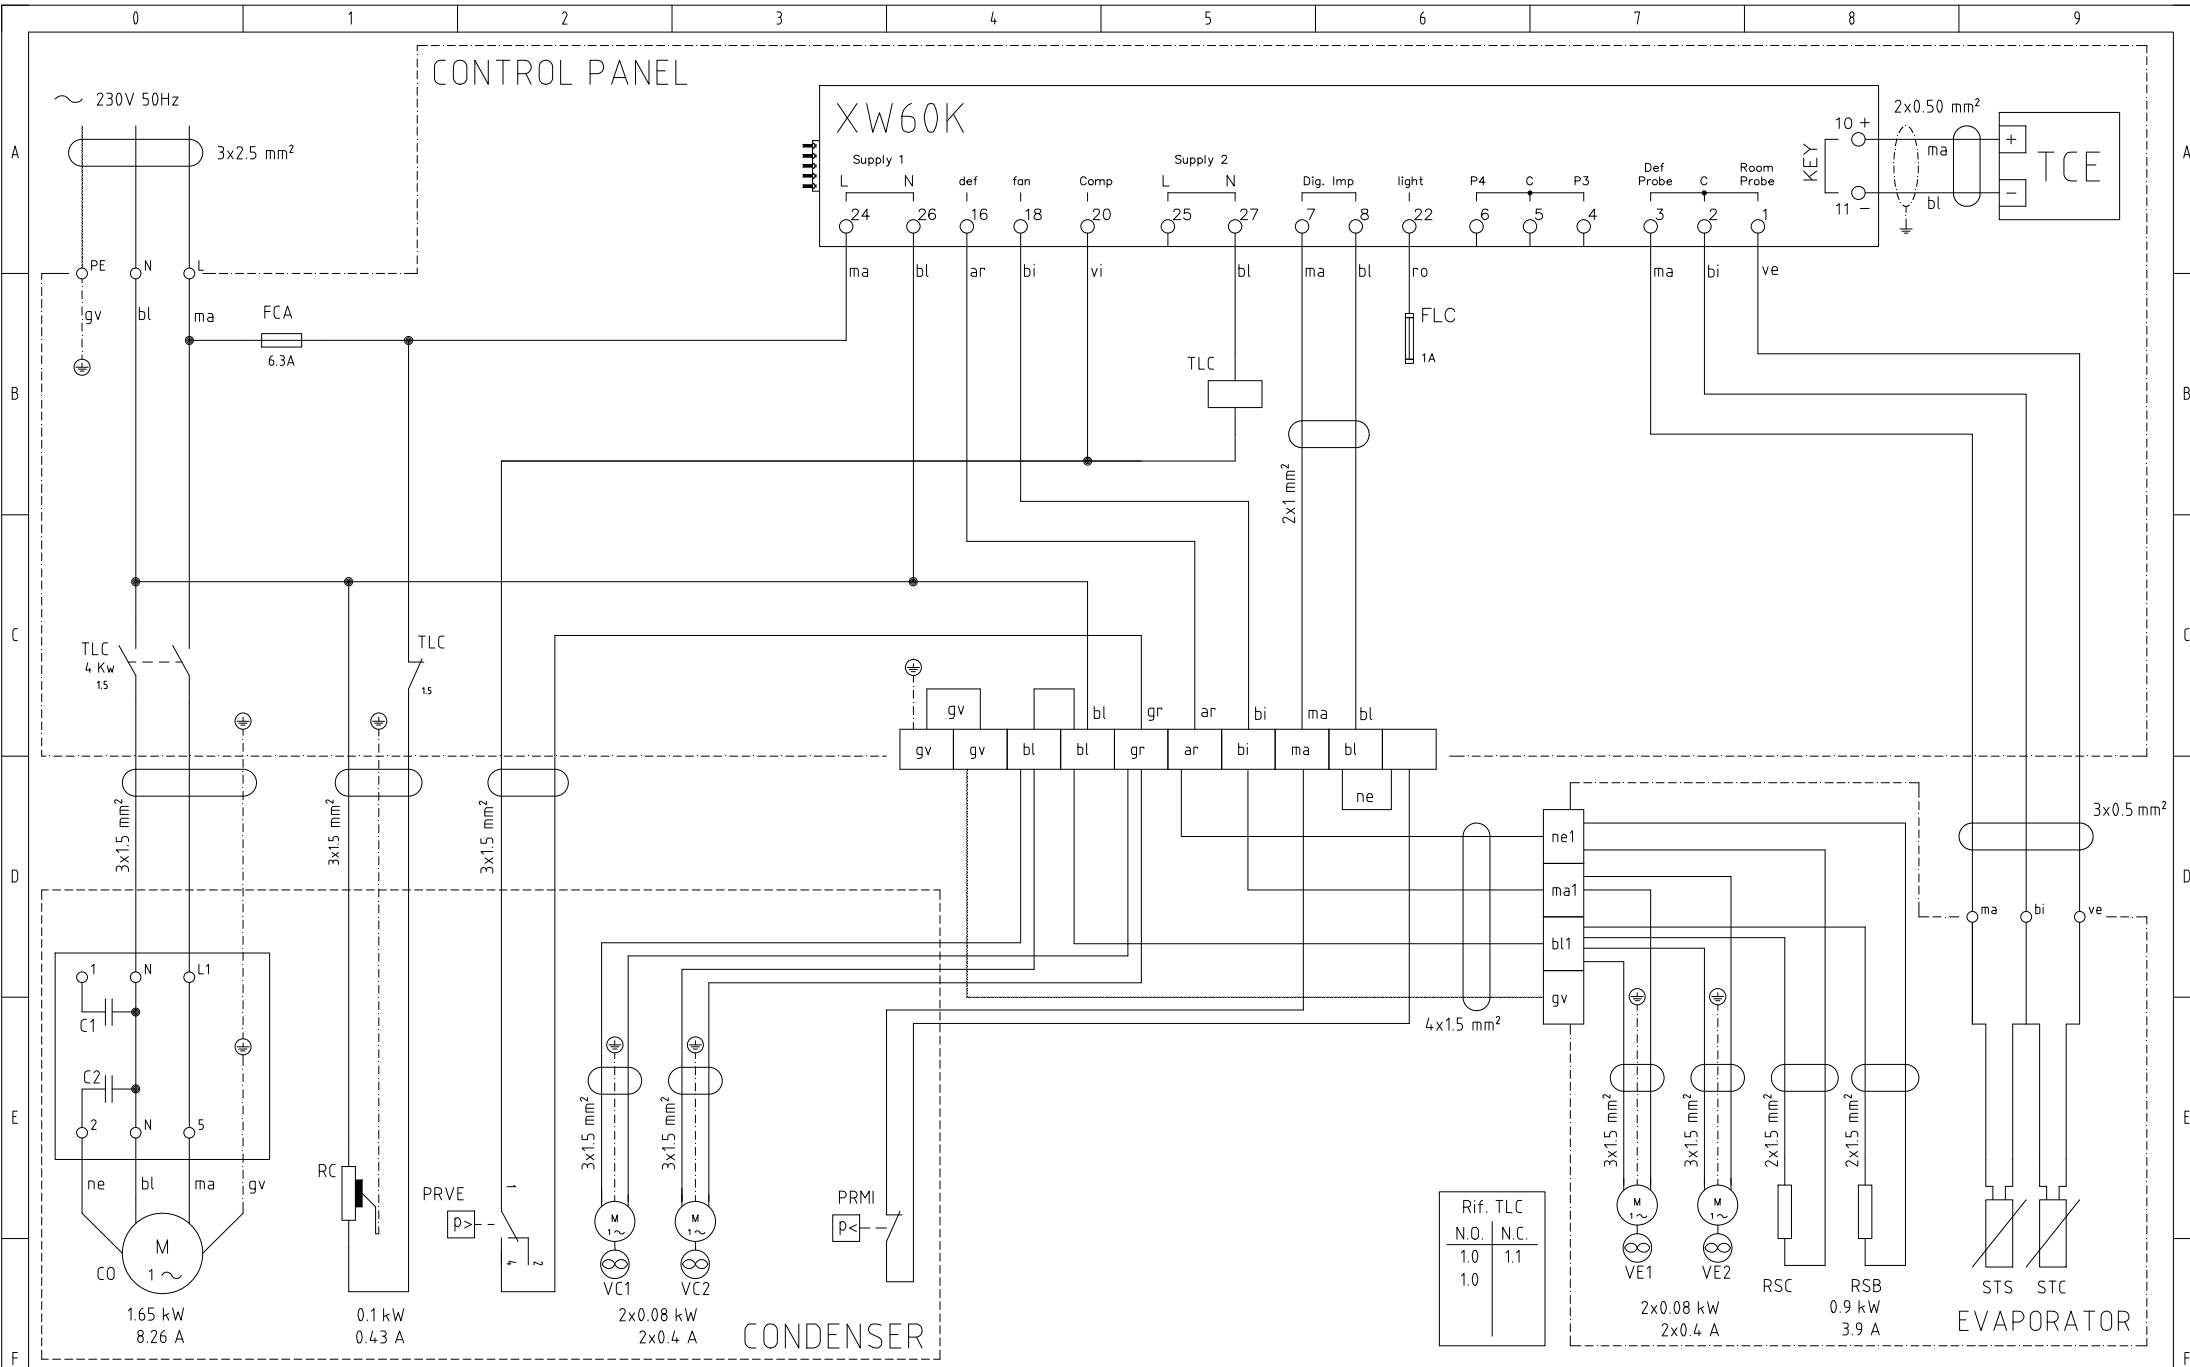 0 1 2 3 4 5 6 7 8 9
CONTROL PANEL
230V 50Hz
XW60K
2x0.50 mm²
10 +
A
3x2.5 mm²
Supply 1
Supply 2
KEY
ma
+
TCE
A
L N def fan Comp L N Dig. Imp light P4 C P3
Def Probe C Room Probe
-
11 -
bl
24 26 16 18 20 25 27 7 8 22 6 5 4 3 2 1
PE N L
ma bl ar bi vi bl ma bl ro ma bi ve
gv bl ma
FCA
6.3A
FLC
1A
TLC
B
B
2x1 mm²
C
TLC
4 Kw
1.5
TLC
1.5
C
gv bl gr ar bi ma bl
gv gv bl bl gr ar bi ma bl
ne
3x1.5 mm²
3x1.5 mm²
3x1.5 mm²
3x0.5 mm²
ne1
D
D
ma1
ma bi ve
bl1
gv
1 N L1
C1
4x1.5 mm²
C2
E
2 N 5
3x1.5 mm²
3x1.5 mm²
3x1.5 mm²
3x1.5 mm²
2x1.5 mm²
2x1.5 mm²
E
ne bl ma gv
RC
PRVE
P>
1
4 2
PRMI
P<
M
1~
M
1~
M
1~
M
1~
M
1~
CO
VC1
VC2
Rif. TLC
N.O. N.C.
1.0 1.1
1.0
VE1
VE2
RSC
RSB
STS
STC
1.65 kW
8.26 A
0.1 kW
0.43 A
2x0.08 kW
2x0.4 A
CONDENSER
2x0.08 kW
2x0.4 A
0.9 kW
3.9 A
EVAPORATOR
F
F